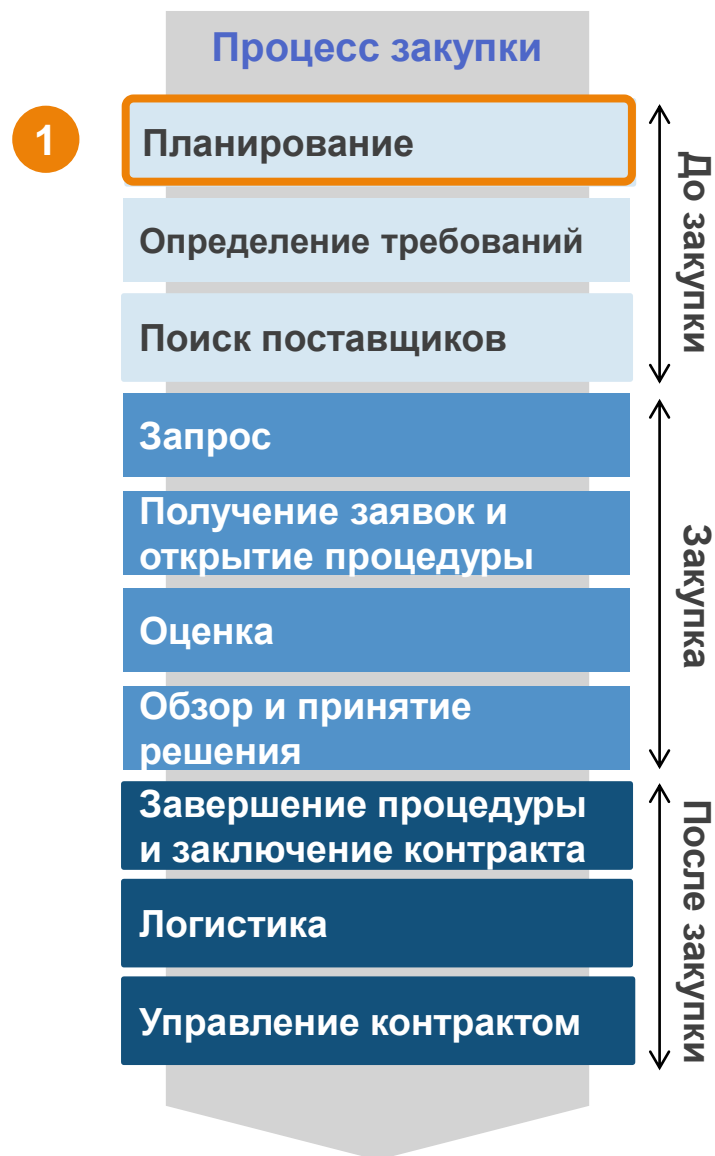 Процесс закупки
1
Планирование
Определение требований
Поиск поставщиков
До закупки
Запрос
Получение заявок и
открытие процедуры
Оценка
Обзор и принятие
решения
Закупка
Завершение процедуры
и заключение контракта
Логистика
Управление контрактом
После закупки